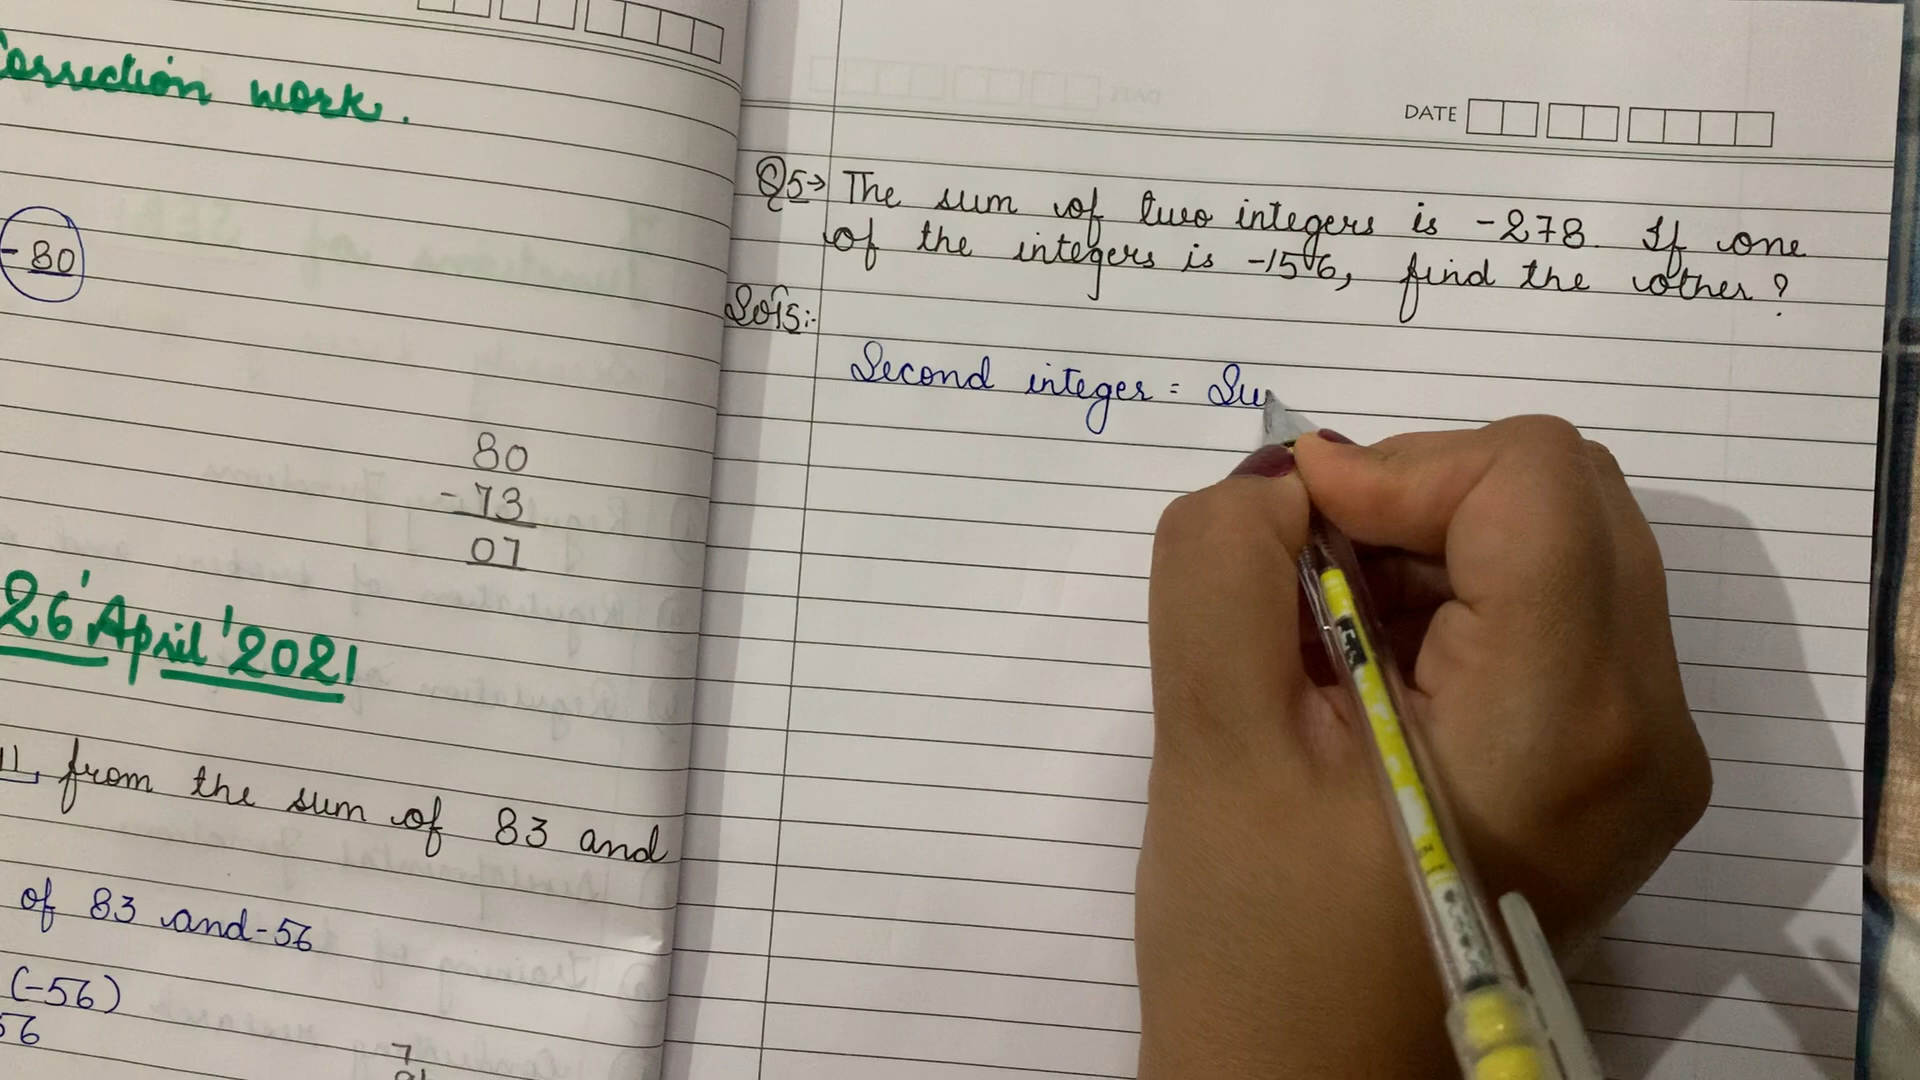 Correction work.
-80
80
-73
07
26 April '2021
11, from the sum of 83 and
of 83 and -56
(-56)
56
7
DATE
Q5→ The sum of two integers is -278. If one
of the integers is -156, find the other?
Sol5:-
Second integer = Su